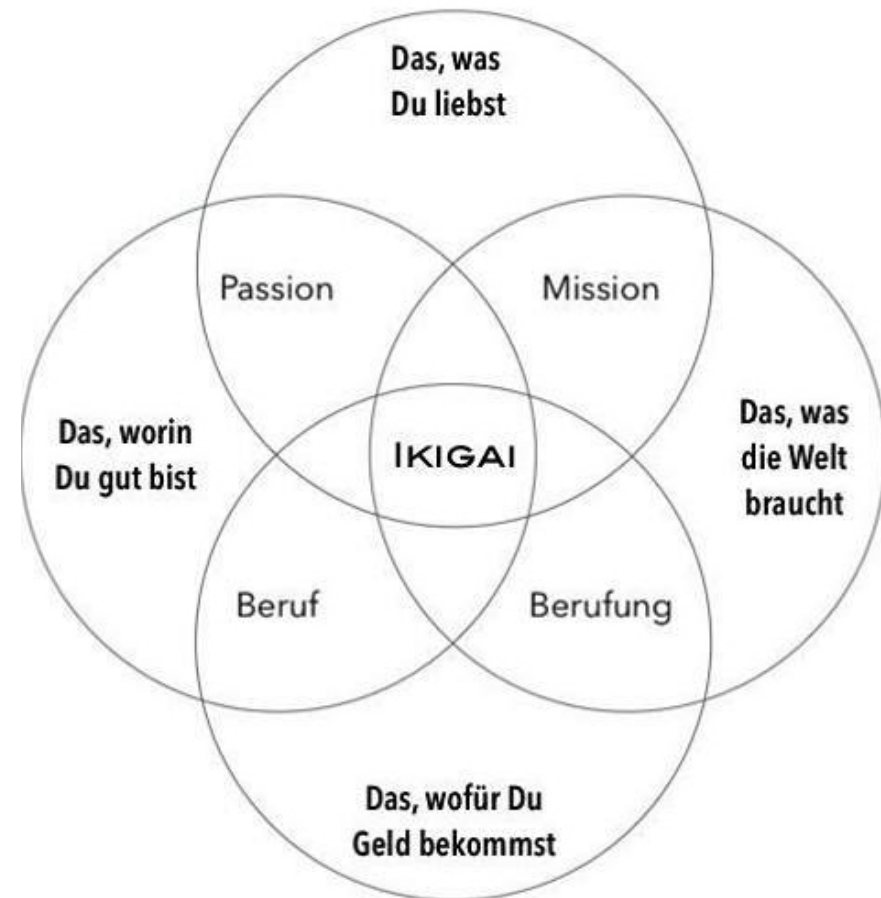 Das, was
Du liebst
Passion
Mission
Das, worin
Du gut bist
IKIGAI
Das, was
die Welt
braucht
Beruf
Berufung
Das, wofür Du
Geld bekommst